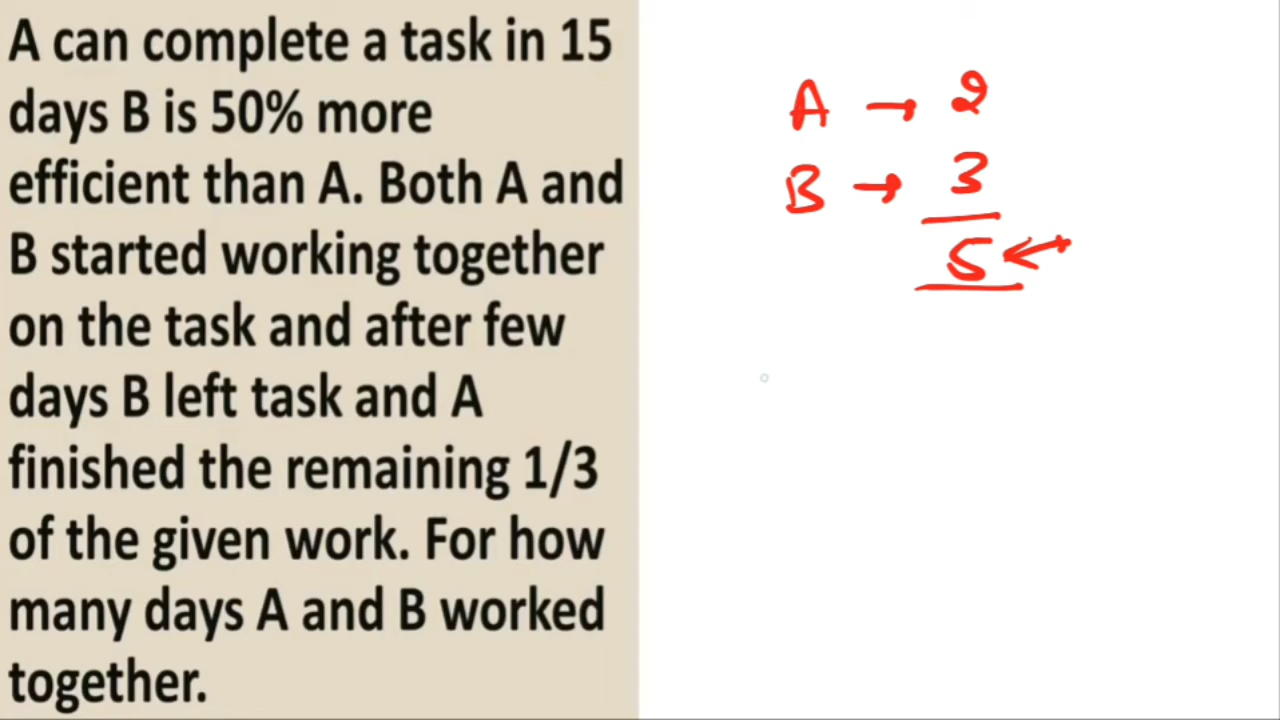 A can complete a task in 15
days B is 50% more
efficient than A. Both A and
B started working together
on the task and after few
days B left task and A
finished the remaining 1/3
of the given work. For how
many days A and B worked
together.
A → 2
B → 3
5 ←